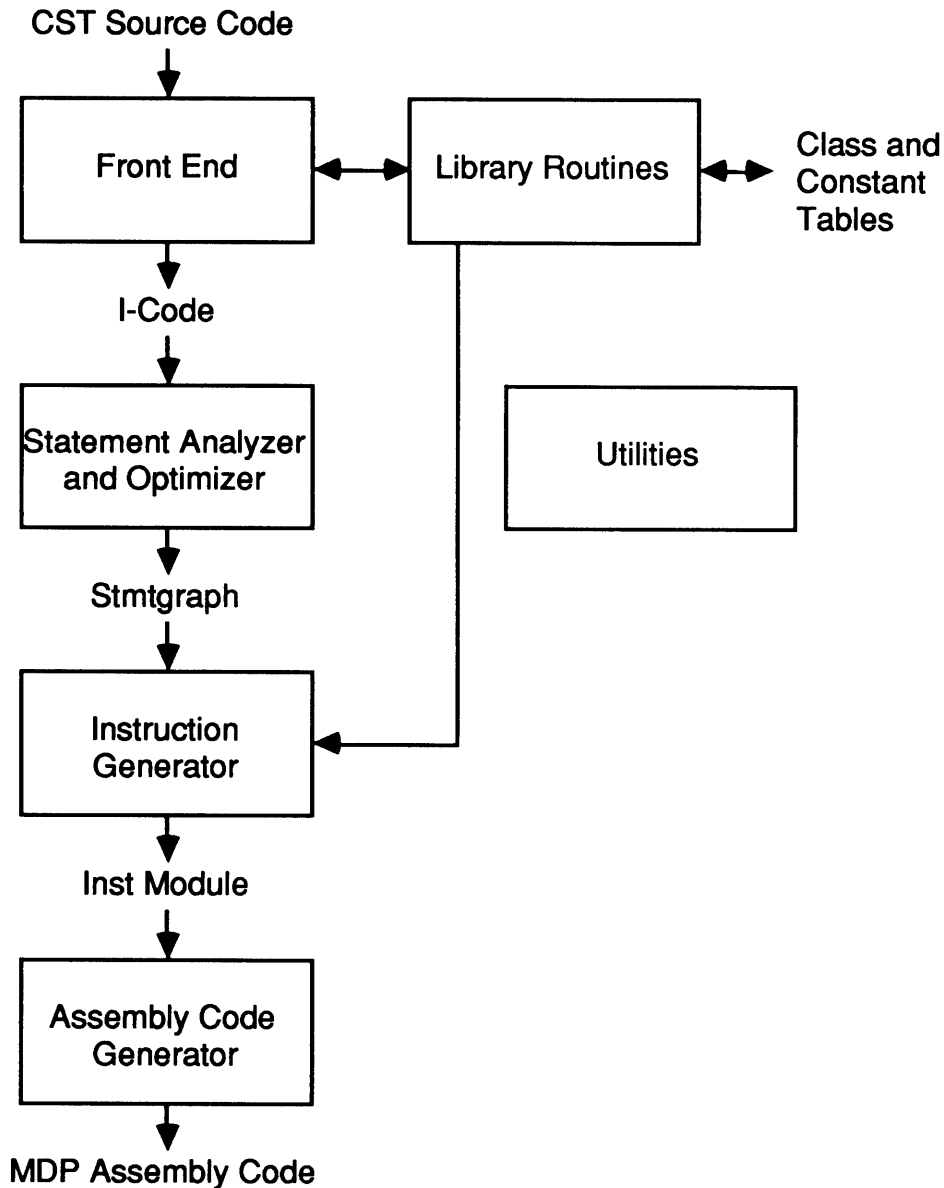 CST Source Code
Front End
Library Routines
Class and
Constant
Tables
I-Code
Statement Analyzer
and Optimizer
Utilities
Stmtgraph
Instruction
Generator
Inst Module
Assembly Code
Generator
MDP Assembly Code